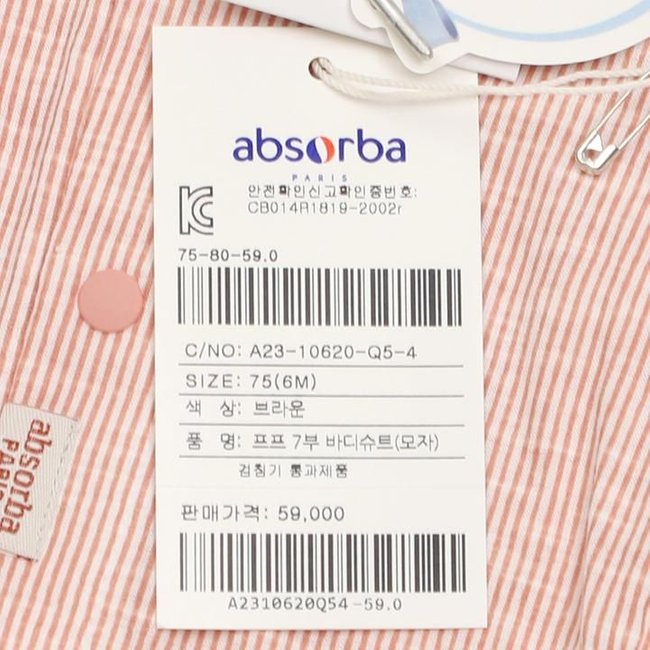 absorba
PARIS
안전확인신고확인증번호:
CB014R1819-2002r
75-80-59.0
C/NO: A23-10620-Q5-4
SIZE: 75(6M)
색 상: 브라운
품 명: 프프 7부 바디슈트(모자)
검침기 통과제품
판매가격: 59,000
A2310620Q54-59.0
absorba
PARIS